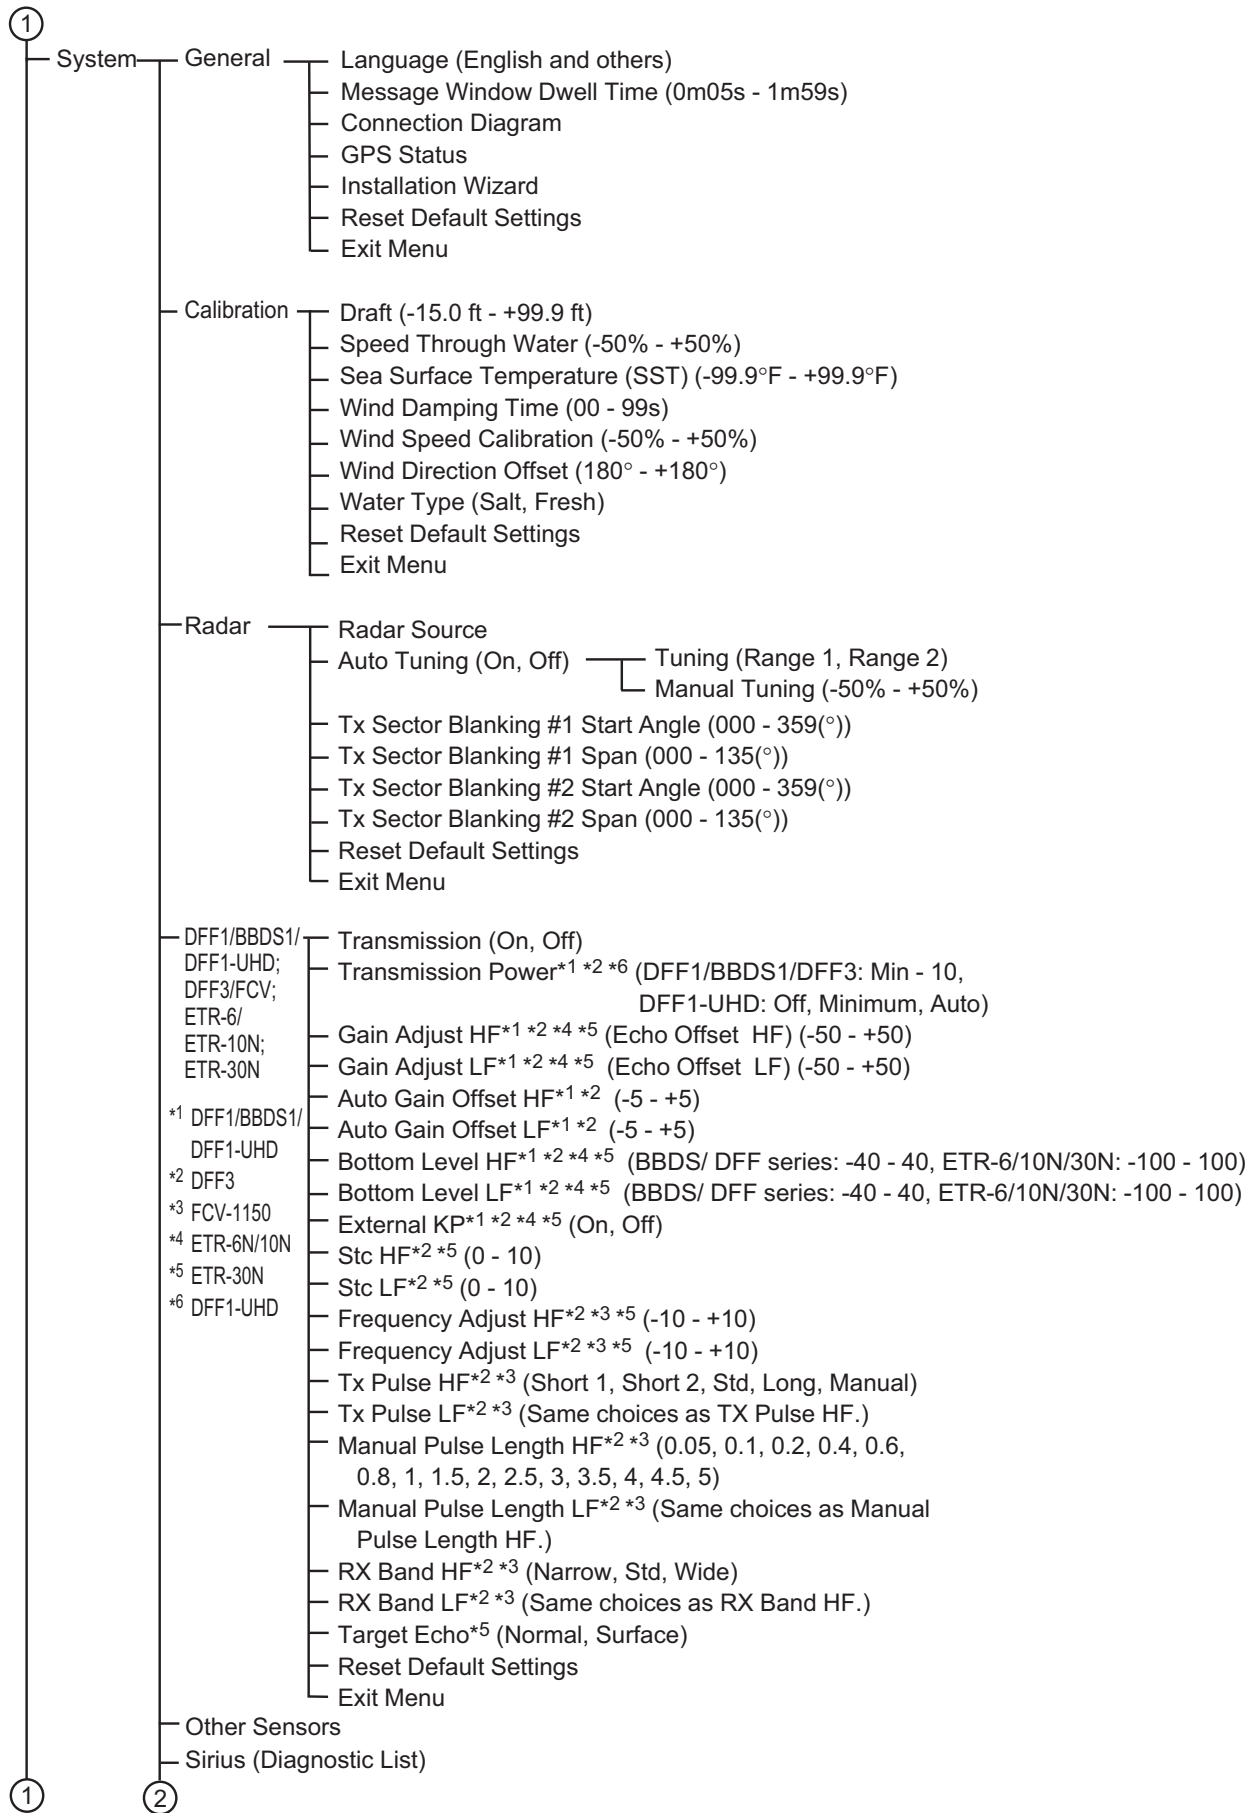 1
System
General
Language (English and others)
Message Window Dwell Time (0m05s - 1m59s)
Connection Diagram
GPS Status
Installation Wizard
Reset Default Settings
Exit Menu
Calibration
Draft (-15.0 ft - +99.9 ft)
Speed Through Water (-50% - +50%)
Sea Surface Temperature (SST) (-99.9°F - +99.9°F)
Wind Damping Time (00 - 99s)
Wind Speed Calibration (-50% - +50%)
Wind Direction Offset (180° - +180°)
Water Type (Salt, Fresh)
Reset Default Settings
Exit Menu
Radar
Radar Source
Auto Tuning (On, Off)
Tuning (Range 1, Range 2)
Manual Tuning (-50% - +50%)
Tx Sector Blanking #1 Start Angle (000 - 359(°))
Tx Sector Blanking #1 Span (000 - 135(°))
Tx Sector Blanking #2 Start Angle (000 - 359(°))
Tx Sector Blanking #2 Span (000 - 135(°))
Reset Default Settings
Exit Menu
DFF1/BBDS1/
DFF1-UHD;
DFF3/FCV;
ETR-6/
ETR-10N;
ETR-30N
*1 DFF1/BBDS1/
DFF1-UHD
*2 DFF3
*3 FCV-1150
*4 ETR-6N/10N
*5 ETR-30N
*6 DFF1-UHD
Transmission (On, Off)
Transmission Power*1 *2 *6 (DFF1/BBDS1/DFF3: Min - 10,
DFF1-UHD: Off, Minimum, Auto)
Gain Adjust HF*1 *2 *4 *5 (Echo Offset HF) (-50 - +50)
Gain Adjust LF*1 *2 *4 *5 (Echo Offset LF) (-50 - +50)
Auto Gain Offset HF*1 *2 (-5 - +5)
Auto Gain Offset LF*1 *2 (-5 - +5)
Bottom Level HF*1 *2 *4 *5 (BBDS/ DFF series: -40 - 40, ETR-6/10N/30N: -100 - 100)
Bottom Level LF*1 *2 *4 *5 (BBDS/ DFF series: -40 - 40, ETR-6/10N/30N: -100 - 100)
External KP*1 *2 *4 *5 (On, Off)
Stc HF*2 *5 (0 - 10)
Stc LF*2 *5 (0 - 10)
Frequency Adjust HF*2 *3 *5 (-10 - +10)
Frequency Adjust LF*2 *3 *5 (-10 - +10)
Tx Pulse HF*2 *3 (Short 1, Short 2, Std, Long, Manual)
Tx Pulse LF*2 *3 (Same choices as TX Pulse HF.)
Manual Pulse Length HF*2 *3 (0.05, 0.1, 0.2, 0.4, 0.6,
0.8, 1, 1.5, 2, 2.5, 3, 3.5, 4, 4.5, 5)
Manual Pulse Length LF*2 *3 (Same choices as Manual
Pulse Length HF.)
RX Band HF*2 *3 (Narrow, Std, Wide)
RX Band LF*2 *3 (Same choices as RX Band HF.)
Target Echo*5 (Normal, Surface)
Reset Default Settings
Exit Menu
Other Sensors
Sirius (Diagnostic List)
1
2